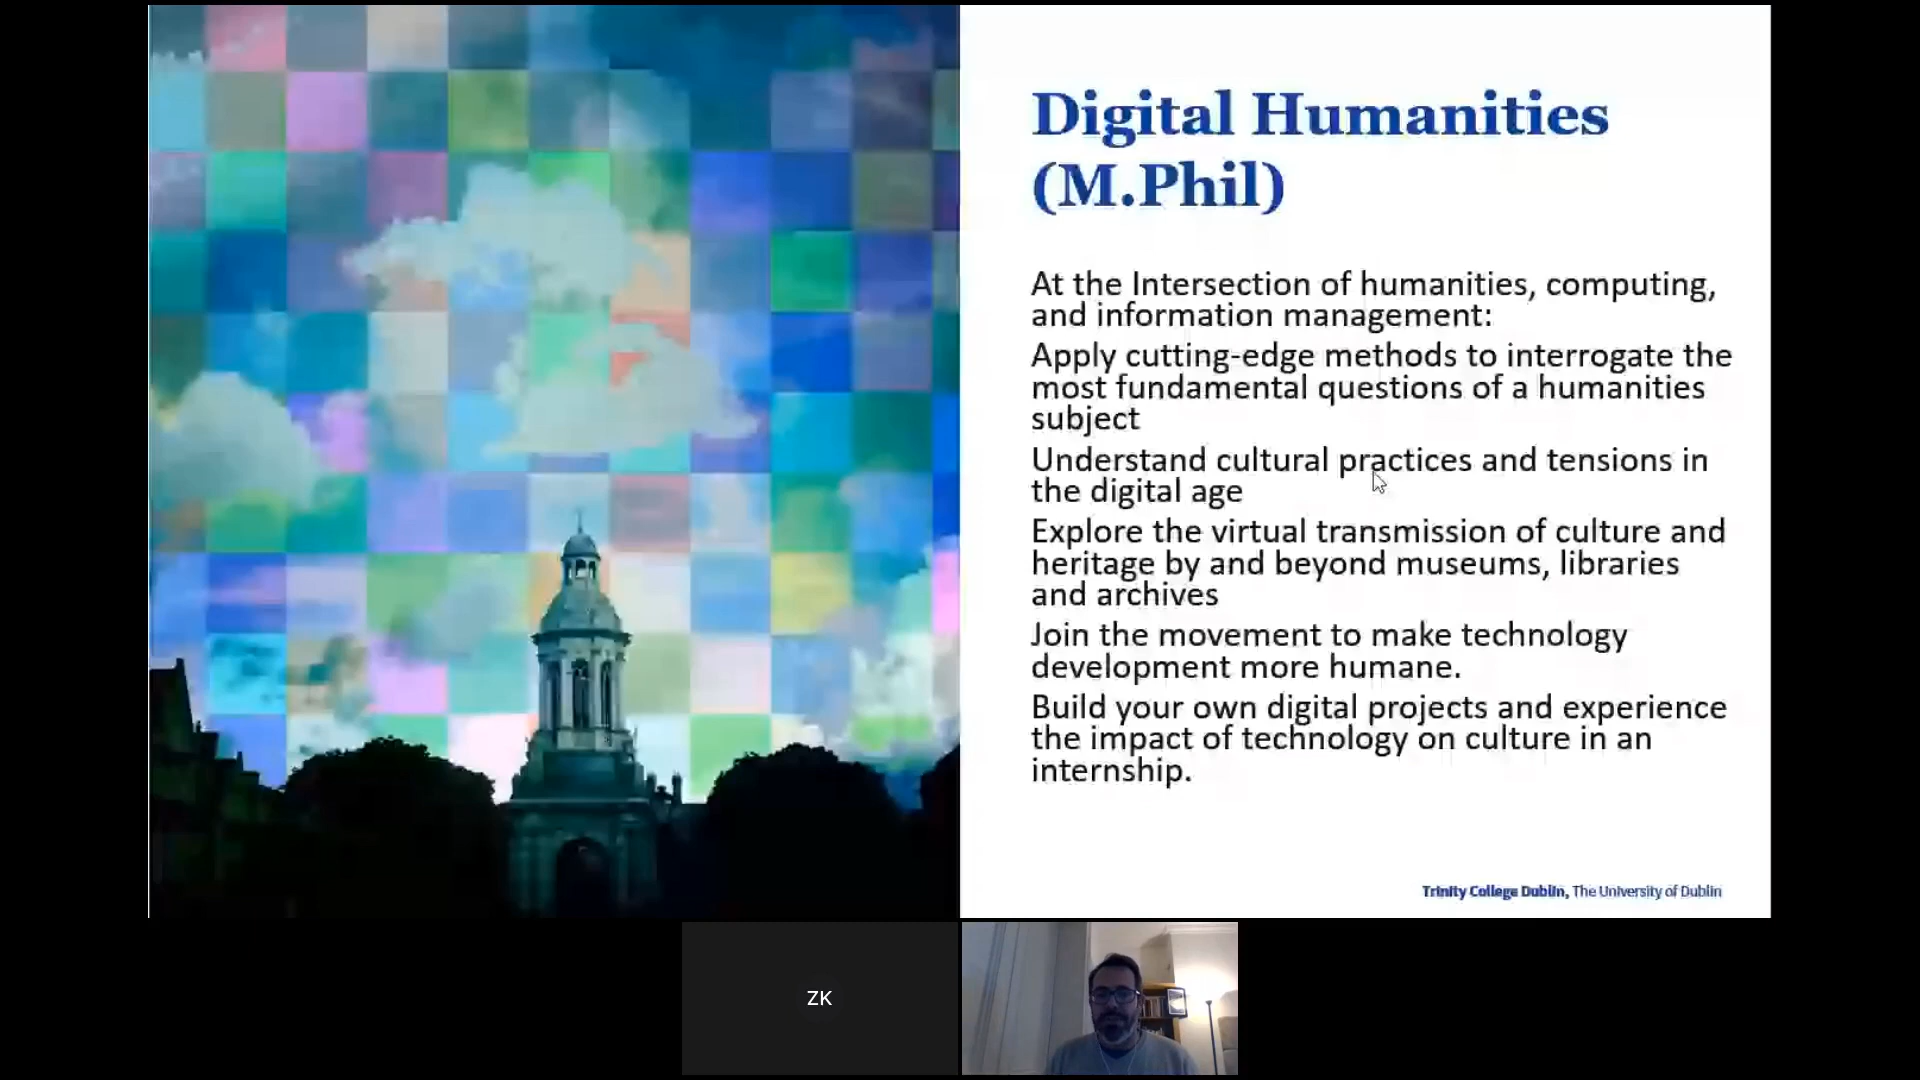 Digital Humanities
(M.Phil)
At the Intersection of humanities, computing,
and information management:
Apply cutting-edge methods to interrogate the
most fundamental questions of a humanities
subject
Understand cultural practices and tensions in
the digital age
Explore the virtual transmission of culture and
heritage by and beyond museums, libraries
and archives
Join the movement to make technology
development more humane.
Build your own digital projects and experience
the impact of technology on culture in an
internship.
Trinity College Dublin, The University of Dublin
ZK